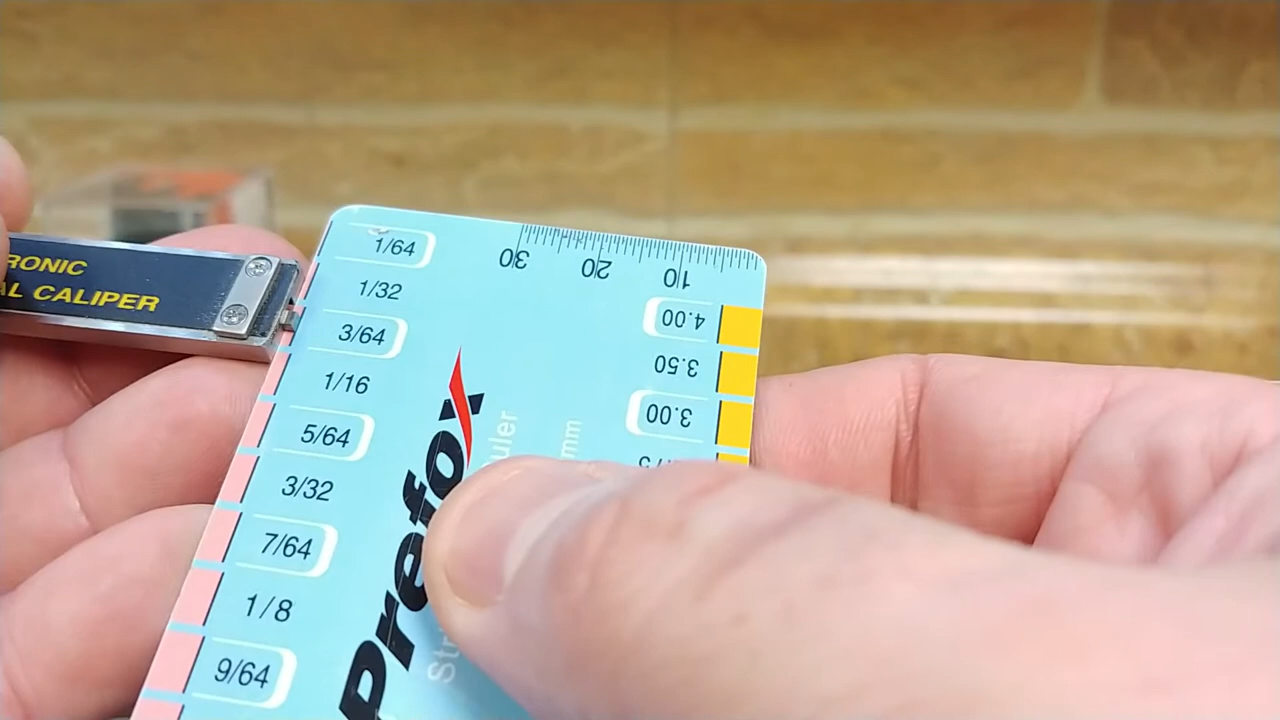 RONIC
AL CALIPER
1/64
1/32
3/64
1/16
5/64
3/32
7/64
1/8
9/64
30 20 10
4.00
3.50
3.00
Prefox
uler
mm
St